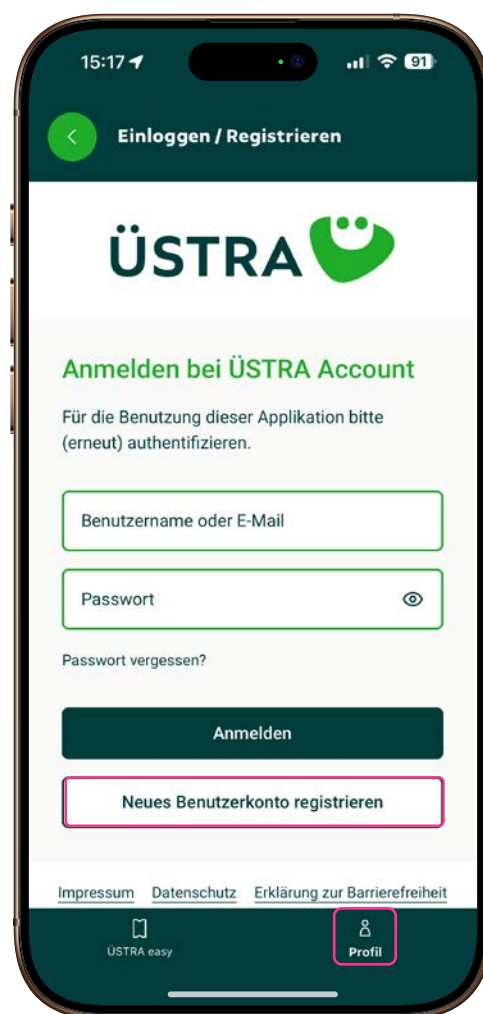 15:17
91
Einloggen / Registrieren
ÜSTRA
Anmelden bei ÜSTRA Account
Für die Benutzung dieser Applikation bitte
(erneut) authentifizieren.
Benutzername oder E-Mail
Passwort
Passwort vergessen?
Anmelden
Neues Benutzerkonto registrieren
Impressum Datenschutz Erklärung zur Barrierefreiheit
ÜSTRA easy
Profil